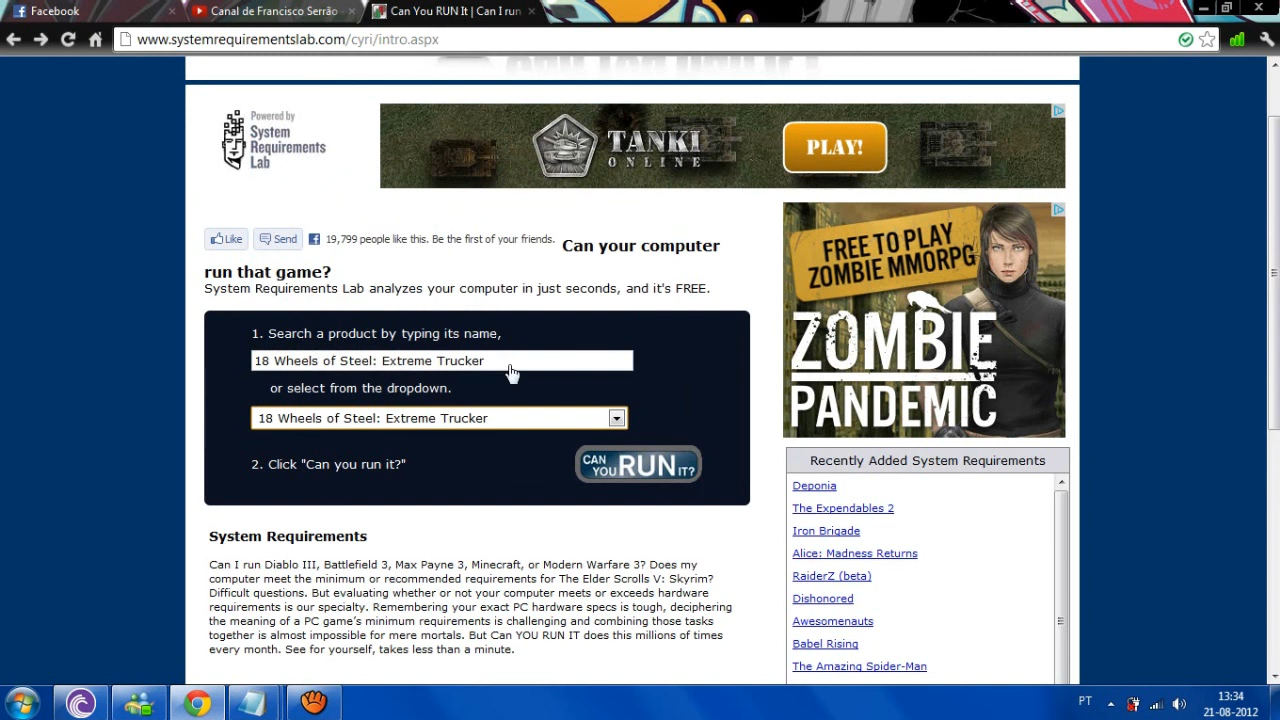 Facebook
Canal de Francisco Serrão
Can You RUN It | Can I run
www.systemrequirementslab.com/cyri/intro.aspx
Powered by
System
Requirements
Lab
TANKI
ONLINE
PLAY!
Like
Send
19,799 people like this. Be the first of your friends.
Can your computer
run that game?
System Requirements Lab analyzes your computer in just seconds, and it's FREE.
1. Search a product by typing its name,
18 Wheels of Steel: Extreme Trucker
or select from the dropdown.
18 Wheels of Steel: Extreme Trucker
2. Click "Can you run it?"
CAN YOU RUN IT?
System Requirements
Can I run Diablo III, Battlefield 3, Max Payne 3, Minecraft, or Modern Warfare 3? Does my
computer meet the minimum or recommended requirements for The Elder Scrolls V: Skyrim?
Difficult questions. But evaluating whether or not your computer meets or exceeds hardware
requirements is our specialty. Remembering your exact PC hardware specs is tough, deciphering
the meaning of a PC game's minimum requirements is challenging and combining those tasks
together is almost impossible for mere mortals. But Can YOU RUN IT does this millions of times
every month. See for yourself, takes less than a minute.
FREE TO PLAY
ZOMBIE MMORPG
ZOMBIE
PANDEMIC
Recently Added System Requirements
Deponia
The Expendables 2
Iron Brigade
Alice: Madness Returns
RaiderZ (beta)
Dishonored
Awesomenauts
Babel Rising
The Amazing Spider-Man
PT
13:34
21-08-2012